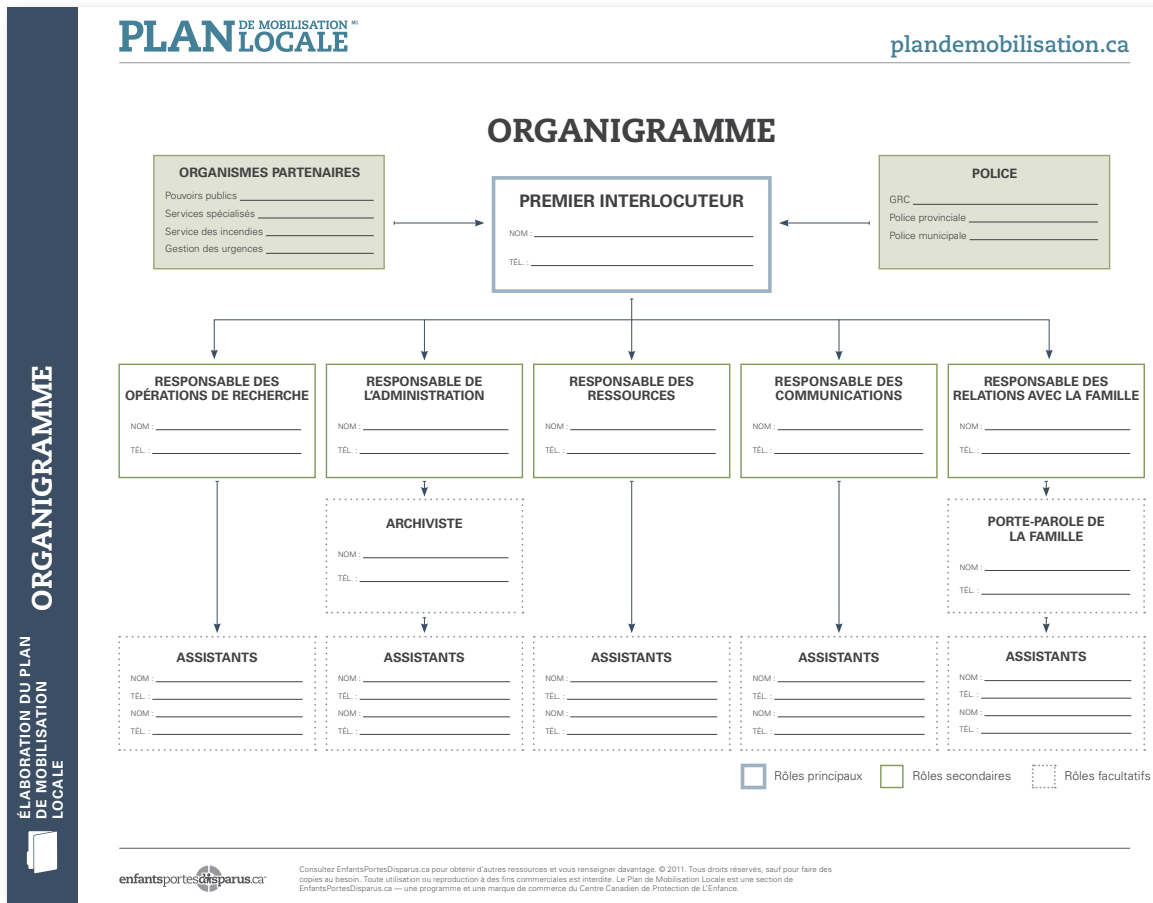 PLAN DE MOBILISATION LOCALE MC
plandemobilisation.ca
ORGANIGRAMME
ORGANISMES PARTENAIRES
Pouvoirs publics
Services spécialisés
Service des incendies
Gestion des urgences
PREMIER INTERLOCUTEUR
NOM :
TÉL. :
POLICE
GRC
Police provinciale
Police municipale
RESPONSABLE DES
OPÉRATIONS DE RECHERCHE
NOM :
TÉL. :
RESPONSABLE DE
L'ADMINISTRATION
NOM :
TÉL. :
RESPONSABLE DES
RESSOURCES
NOM :
TÉL. :
RESPONSABLE DES
COMMUNICATIONS
NOM :
TÉL. :
RESPONSABLE DES
RELATIONS AVEC LA FAMILLE
NOM :
TÉL. :
ARCHIVISTE
NOM :
TÉL. :
PORTE-PAROLE DE
LA FAMILLE
NOM :
TÉL. :
ASSISTANTS
NOM :
TÉL. :
NOM :
TÉL. :
ASSISTANTS
NOM :
TÉL. :
NOM :
TÉL. :
ASSISTANTS
NOM :
TÉL. :
NOM :
TÉL. :
ASSISTANTS
NOM :
TÉL. :
NOM :
TÉL. :
ASSISTANTS
NOM :
TÉL. :
NOM :
TÉL. :
Rôles principaux
Rôles secondaires
Rôles facultatifs
ORGANIGRAMME
ÉLABORATION DU PLAN
DE MOBILISATION
LOCALE
enfantsportesdisparus.ca
Consultez EnfantsPortesDisparus.ca pour obtenir d'autres ressources et vous renseigner davantage. © 2011. Tous droits réservés, sauf pour faire des
copies au besoin. Toute utilisation ou reproduction à des fins commerciales est interdite. Le Plan de Mobilisation Locale est une section de
EnfantsPortesDisparus.ca — une programme et une marque de commerce du Centre Canadien de Protection de L'Enfance.